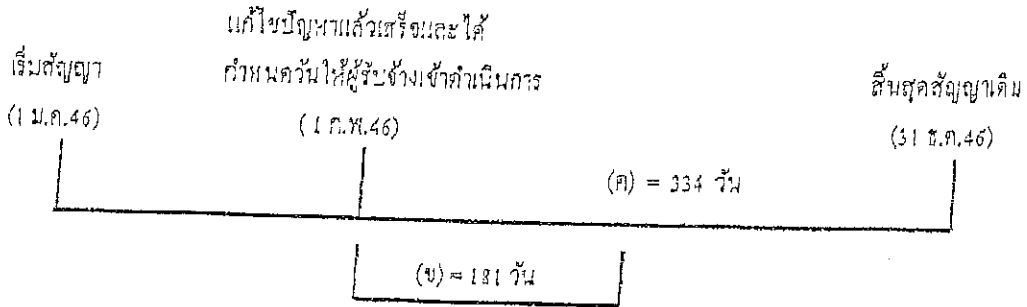 แก้ไขปัญหาแล้วเสร็จและได้
เริ่มสัญญา กำหนดวันให้ผู้รับจ้างเข้าดำเนินการ สิ้นสุดสัญญาเดิม
(1 ม.ค.46) (1 ก.พ.46) (31 ธ.ค.46)
(ค) = 334 วัน
(ข) = 181 วัน